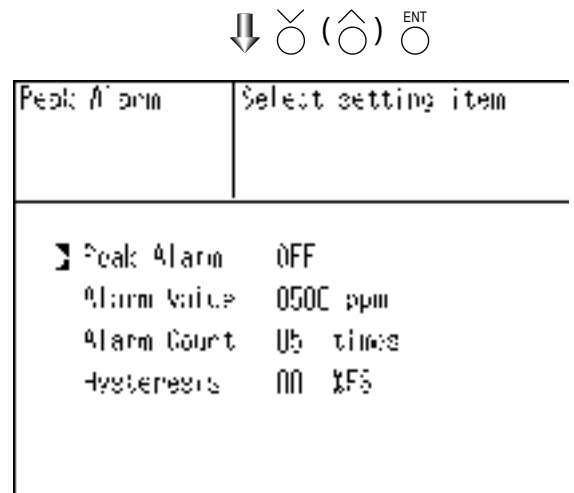 ( ) ENT
Peak Alarm Select setting item
Peak Alarm OFF
Alarm Value 0500 ppm
Alarm Count 05 times
Hysteresis 00 %FS